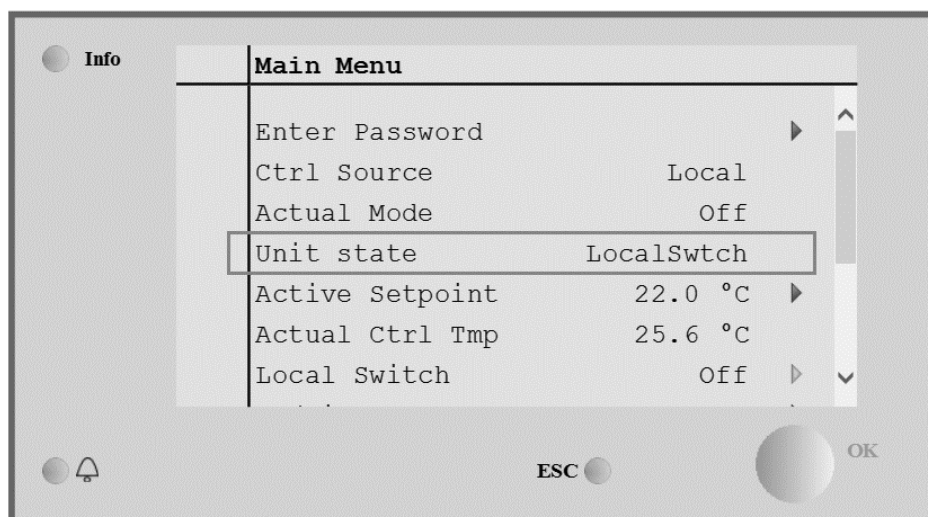 Info
Main Menu
Enter Password
Ctrl Source Local
Actual Mode Off
Unit state LocalSwtch
Active Setpoint 22.0 °C
Actual Ctrl Tmp 25.6 °C
Local Switch Off
ESC
OK